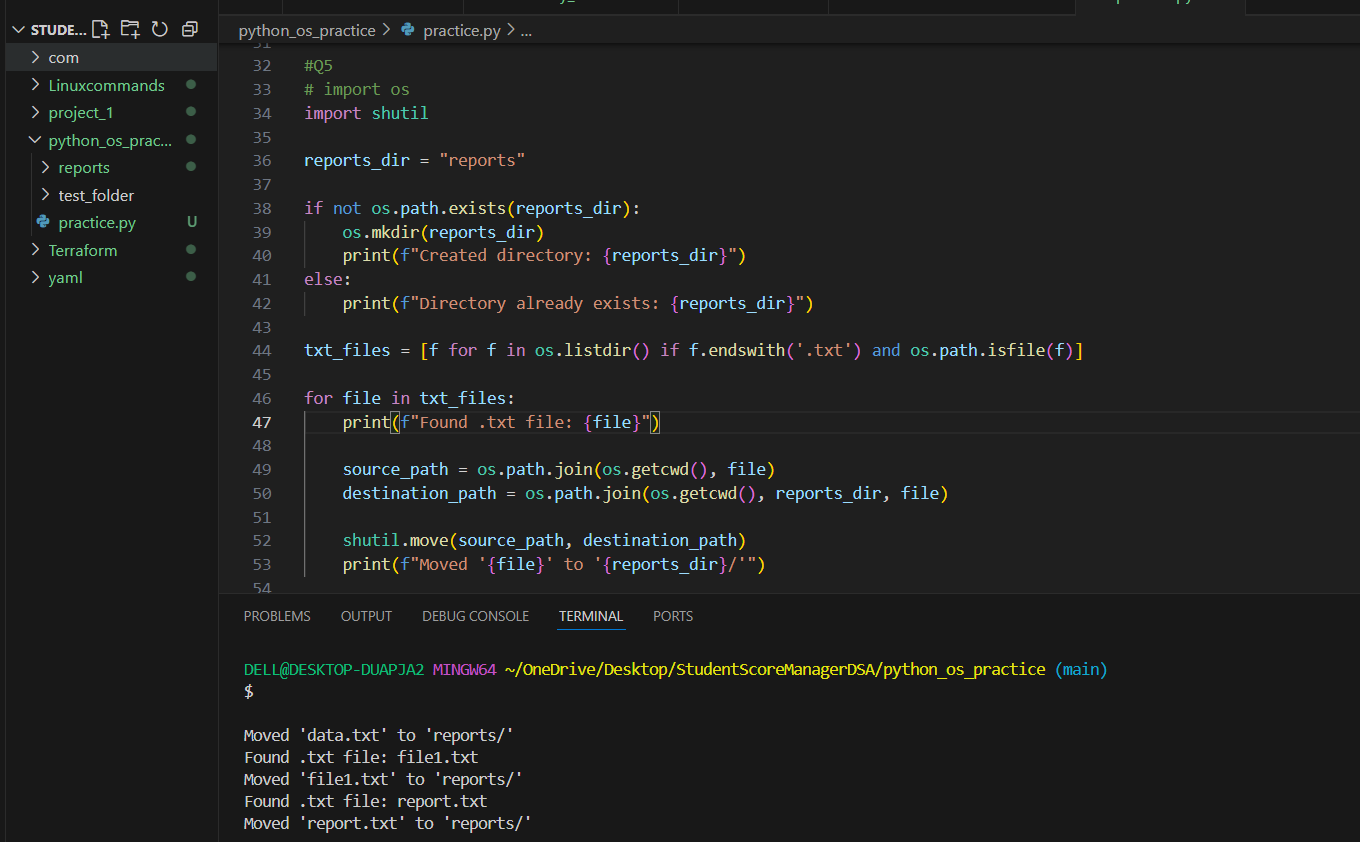 STUDE...
com
Linuxcommands
project_1
python_os_prac...
reports
test_folder
practice.py U
Terraform
yaml
python_os_practice > practice.py > ...
31
32 #Q5
33 # import os
34 import shutil
35
36 reports_dir = "reports"
37
38 if not os.path.exists(reports_dir):
39     os.mkdir(reports_dir)
40     print(f"Created directory: {reports_dir}")
41 else:
42     print(f"Directory already exists: {reports_dir}")
43
44 txt_files = [f for f in os.listdir() if f.endswith('.txt') and os.path.isfile(f)]
45
46 for file in txt_files:
47     print(f"Found .txt file: {file}")
48
49     source_path = os.path.join(os.getcwd(), file)
50     destination_path = os.path.join(os.getcwd(), reports_dir, file)
51
52     shutil.move(source_path, destination_path)
53     print(f"Moved '{file}' to '{reports_dir}/'")
54
PROBLEMS OUTPUT DEBUG CONSOLE TERMINAL PORTS
DELL@DESKTOP-DUAPJA2 MINGW64 ~/OneDrive/Desktop/StudentScoreManagerDSA/python_os_practice (main)
$
Moved 'data.txt' to 'reports/'
Found .txt file: file1.txt
Moved 'file1.txt' to 'reports/'
Found .txt file: report.txt
Moved 'report.txt' to 'reports/'